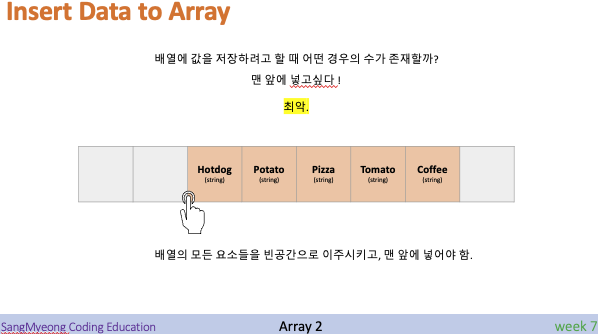 Insert Data to Array
배열에 값을 저장하려고 할 때 어떤 경우의 수가 존재할까?
맨 앞에 넣고싶다 !
최악.
Hotdog Potato Pizza Tomato Coffee
(string) (string) (string) (string) (string)
배열의 모든 요소들을 빈공간으로 이주시키고, 맨 앞에 넣어야 함.
SangMyeong Coding Education Array 2 week 7